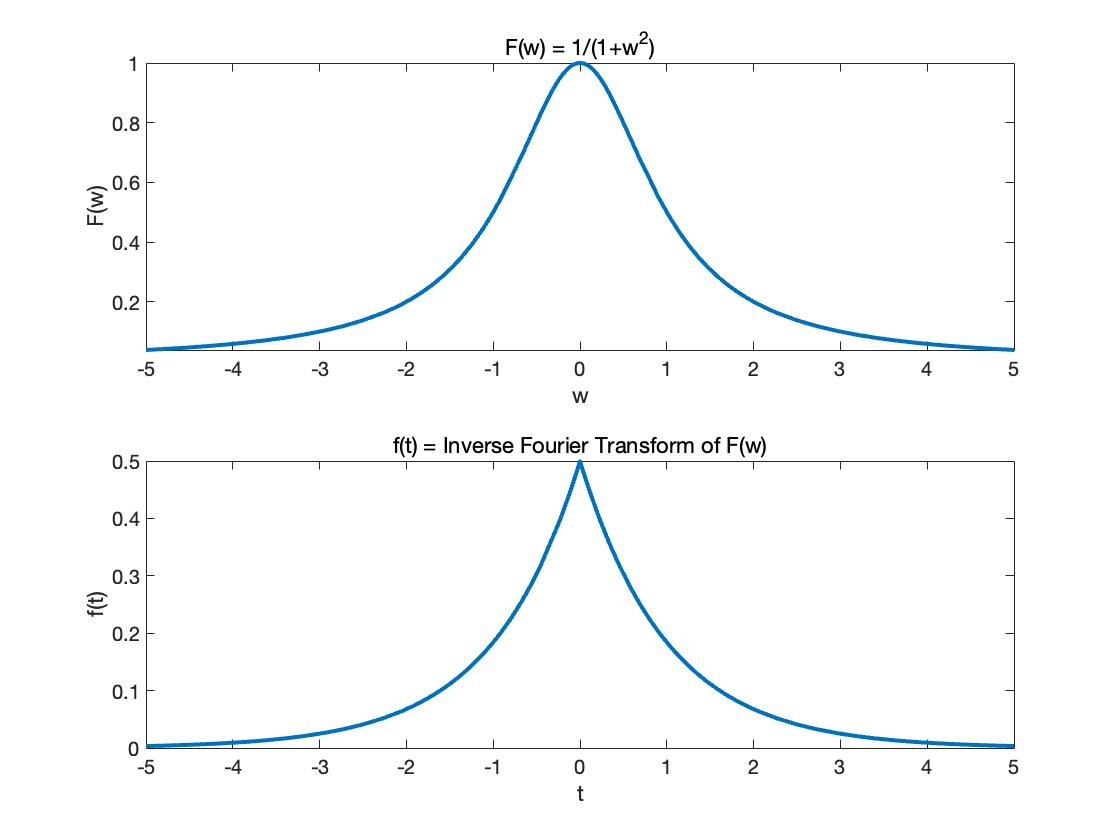 F(w) = 1/(1+w²)
1
0.8
0.6
0.4
0.2
F(w)
-5 -4 -3 -2 -1 0 1 2 3 4 5
w
f(t) = Inverse Fourier Transform of F(w)
0.5
0.4
0.3
0.2
0.1
0
f(t)
-5 -4 -3 -2 -1 0 1 2 3 4 5
t